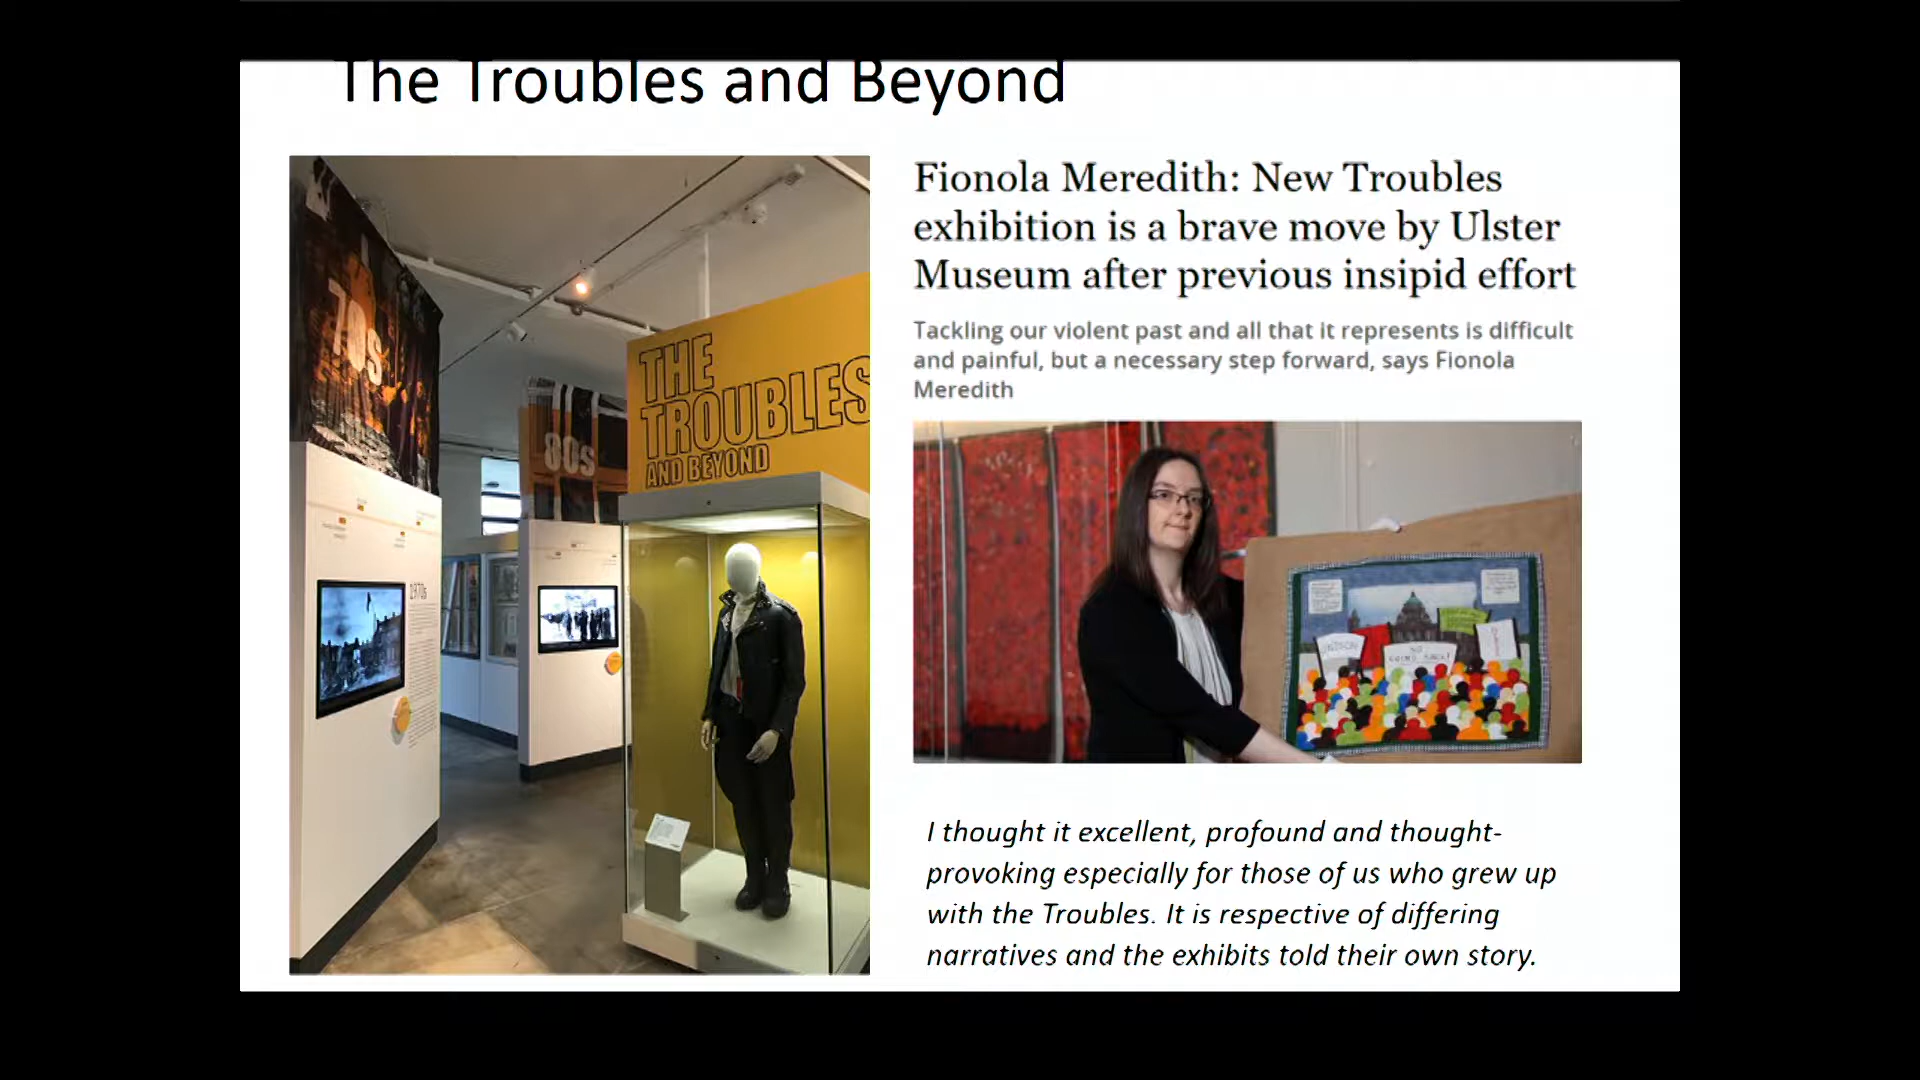 The Troubles and Beyond
70s
80s
THE
TROUBLES
AND BEYOND
1970s
Fionola Meredith: New Troubles
exhibition is a brave move by Ulster
Museum after previous insipid effort
Tackling our violent past and all that it represents is difficult
and painful, but a necessary step forward, says Fionola
Meredith
NO
GOING BACK!
I thought it excellent, profound and thought-
provoking especially for those of us who grew up
with the Troubles. It is respective of differing
narratives and the exhibits told their own story.